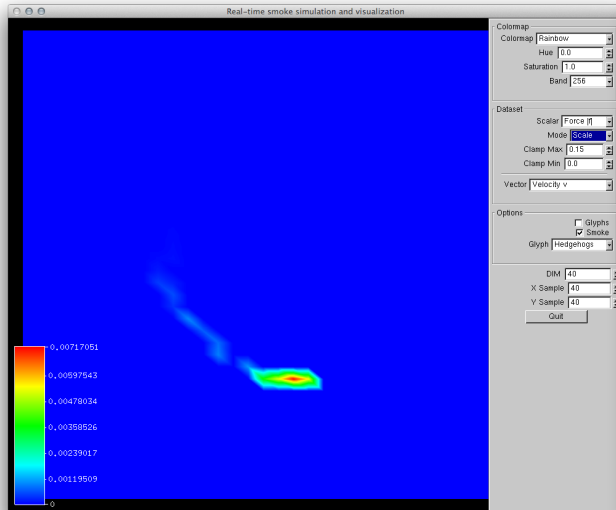 Real-time smoke simulation and visualization
Colormap
Colormap Rainbow
Hue 0.0
Saturation 1.0
Band 256
Dataset
Scalar Force |f|
Mode Scale
Clamp Max 0.15
Clamp Min 0.0
Vector Velocity v
Options
Glyphs
Smoke
Glyph Hedgehogs
DIM 40
X Sample 40
Y Sample 40
Quit
0.00717051
0.00597543
0.00478034
0.00358526
0.00239017
0.00119509
0